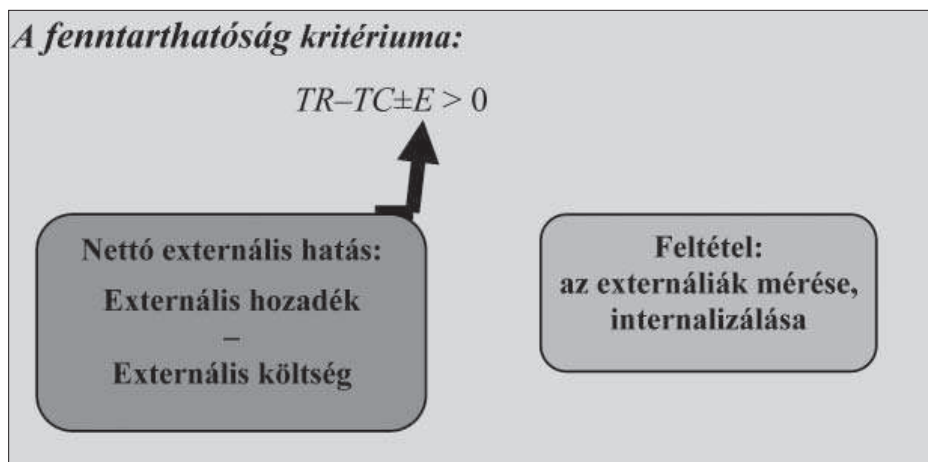 A fenntarthatóság kritériuma:
TR–TC±E > 0
Nettó externális hatás:
Externális hozadék
–
Externális költség
Feltétel:
az externáliák mérése,
internalizálása